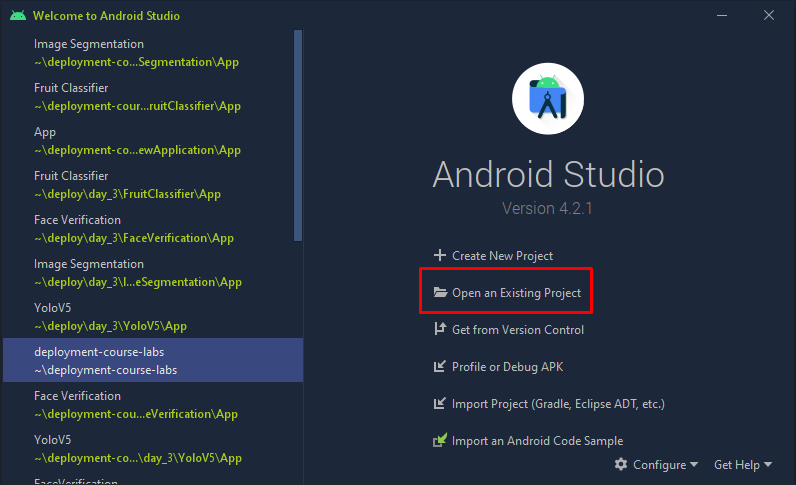 Welcome to Android Studio
Image Segmentation
~\deployment-co...Segmentation\App
Fruit Classifier
~\deployment-cour...ruitClassifier\App
App
~\deployment-co...ewApplication\App
Fruit Classifier
~\deploy\day_3\FruitClassifier\App
Face Verification
~\deploy\day_3\FaceVerification\App
Image Segmentation
~\deploy\day_3\I...eSegmentation\App
YoloV5
~\deploy\day_3\YoloV5\App
deployment-course-labs
~\deployment-course-labs
Face Verification
~\deployment-cou...eVerification\App
YoloV5
~\deployment-co...\day_3\YoloV5\App
FaceVerification
Android Studio
Version 4.2.1
Create New Project
Open an Existing Project
Get from Version Control
Profile or Debug APK
Import Project (Gradle, Eclipse ADT, etc.)
Import an Android Code Sample
Configure
Get Help